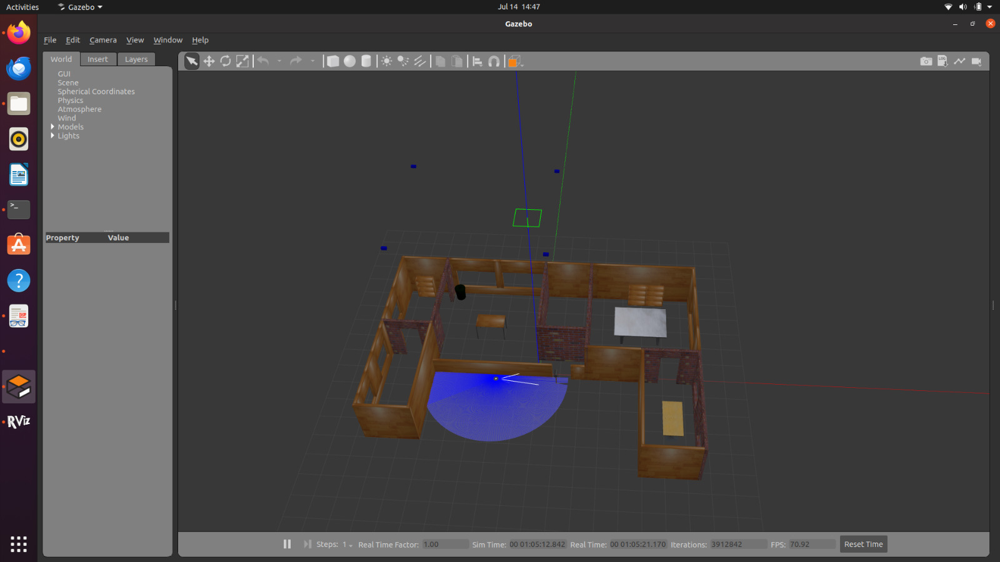 Activities
Gazebo
Jul 14 14:47
Gazebo
File Edit Camera View Window Help
World Insert Layers
GUI
Scene
Spherical Coordinates
Physics
Atmosphere
Wind
Models
Lights
Property Value
LOG
>_
?
RViz
Steps: 1 Real Time Factor: 1.00 Sim Time: 00 01:05:12.842 Real Time: 00 01:05:21.170 Iterations: 3912842 FPS: 70.92 Reset Time